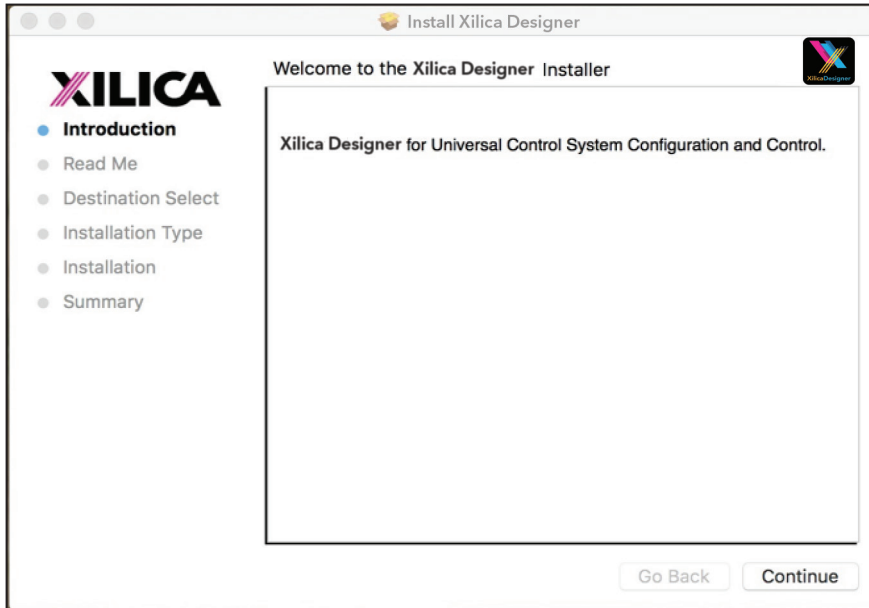 Install Xilica Designer
XILICA
Welcome to the Xilica Designer Installer
XilicaDesigner
Introduction
Read Me
Destination Select
Installation Type
Installation
Summary
Xilica Designer for Universal Control System Configuration and Control.
Go Back
Continue